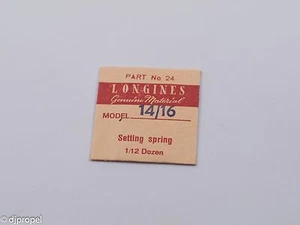 PART No 24
LONGINES
Genuine Material
MODEL 14/16
Setting spring
1/12 Dozen
©djpropel